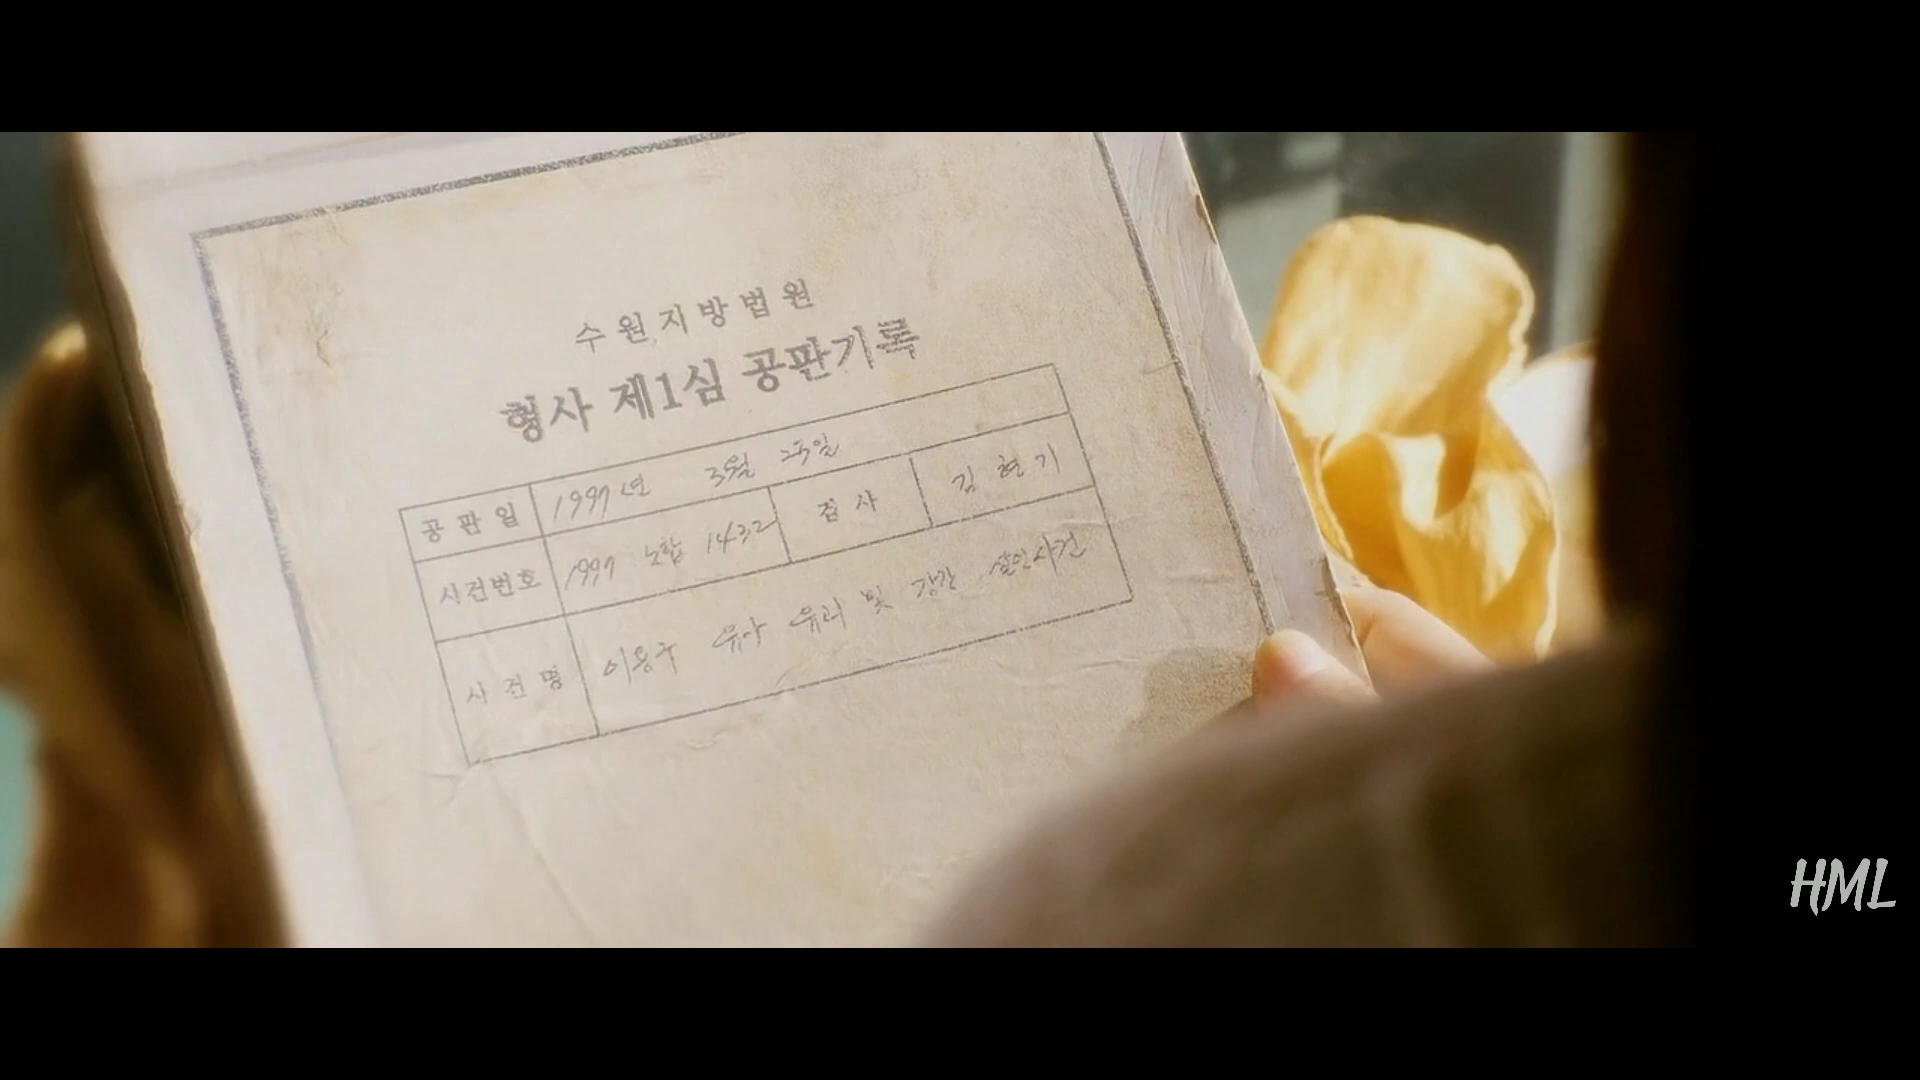 수원지방법원
형사 제1심 공판기록
공판일 1997년 3월 25일
사건번호 1997 노합 1432 검사 김현기
사건명 이용구 유아 유괴 및 강간 살인사건
HML